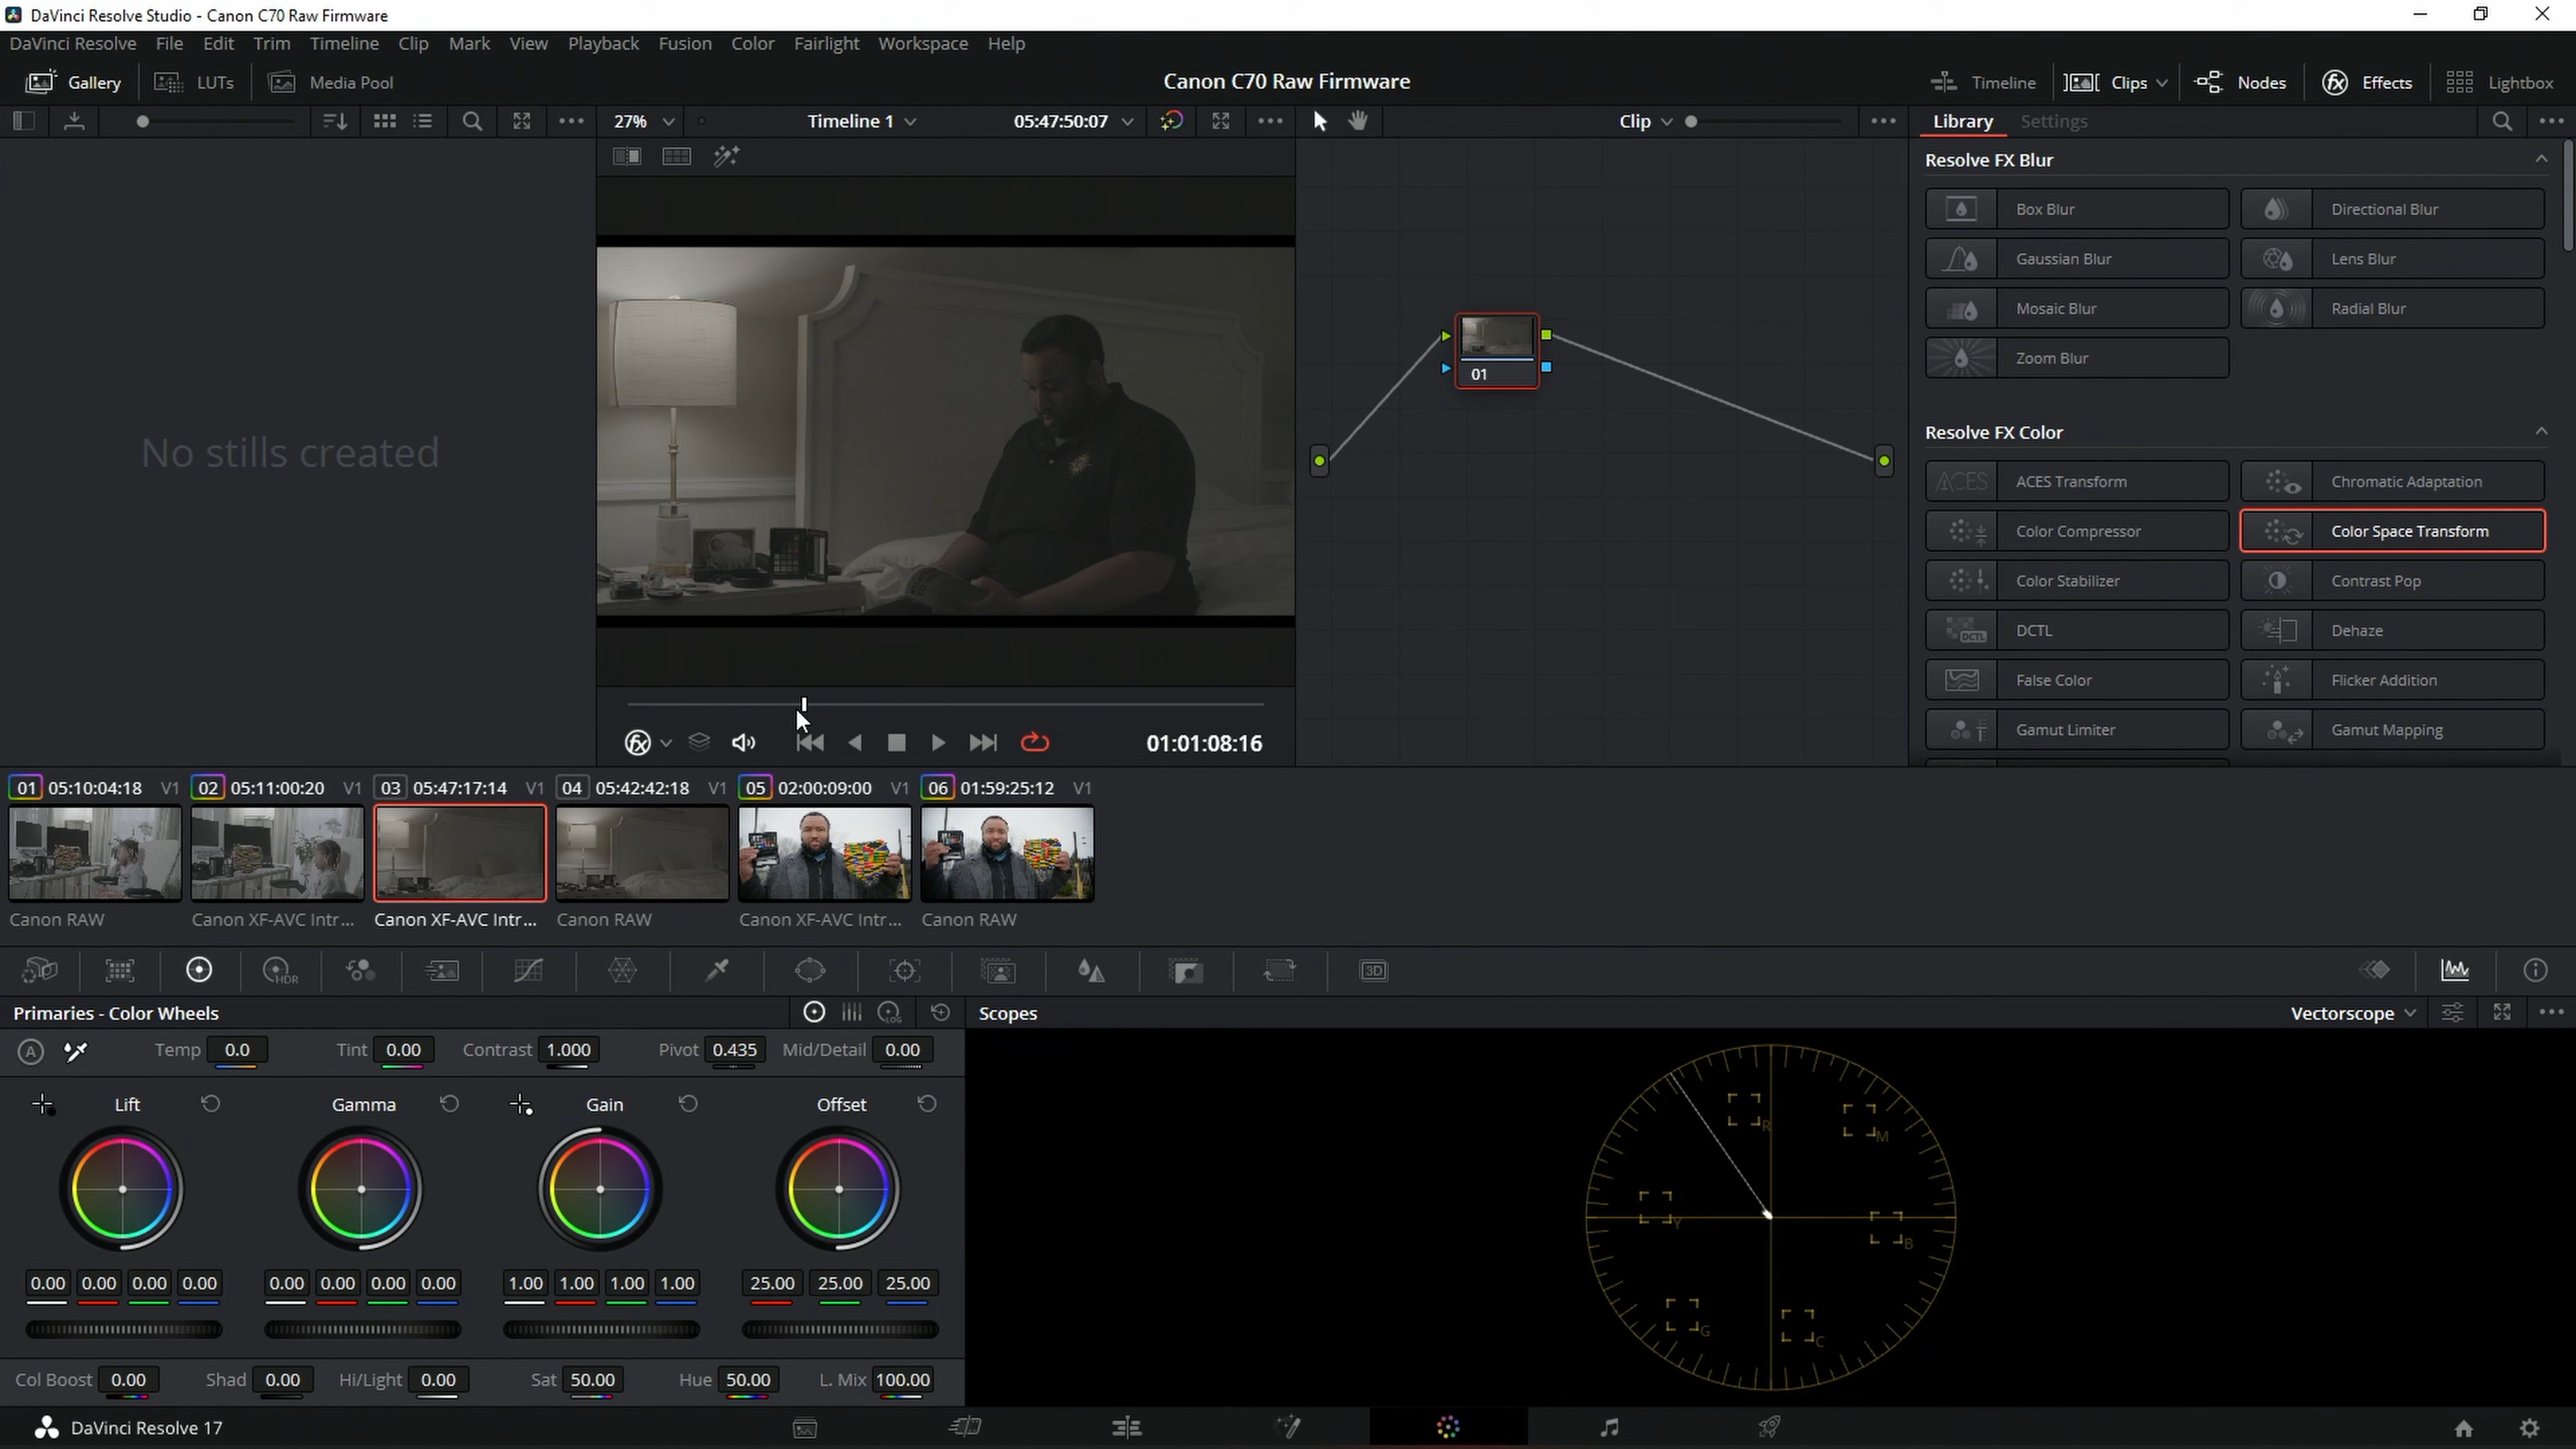 DaVinci Resolve Studio - Canon C70 Raw Firmware
DaVinci Resolve File Edit Trim Timeline Clip Mark View Playback Fusion Color Fairlight Workspace Help
Gallery LUTs Media Pool Canon C70 Raw Firmware Timeline Clips Nodes Effects Lightbox
27% Timeline 1 05:47:50:07 Clip Library Settings
No stills created
Resolve FX Blur
Box Blur Directional Blur
Gaussian Blur Lens Blur
Mosaic Blur Radial Blur
Zoom Blur
01
Resolve FX Color
ACES ACES Transform Chromatic Adaptation
Color Compressor Color Space Transform
Color Stabilizer Contrast Pop
DCTL DCTL Dehaze
False Color Flicker Addition
Gamut Limiter Gamut Mapping
fx 01:01:08:16
01 05:10:04:18 V1 02 05:11:00:20 V1 03 05:47:17:14 V1 04 05:42:42:18 V1 05 02:00:09:00 V1 06 01:59:25:12 V1
Canon RAW Canon XF-AVC Intr... Canon XF-AVC Intr... Canon RAW Canon XF-AVC Intr... Canon RAW
HDR 3D
Primaries - Color Wheels LOG Scopes Vectorscope
A Temp 0.0 Tint 0.00 Contrast 1.000 Pivot 0.435 Mid/Detail 0.00
Lift Gamma Gain Offset
R M Y B G C
0.00 0.00 0.00 0.00 0.00 0.00 0.00 0.00 1.00 1.00 1.00 1.00 25.00 25.00 25.00
Col Boost 0.00 Shad 0.00 Hi/Light 0.00 Sat 50.00 Hue 50.00 L. Mix 100.00
DaVinci Resolve 17